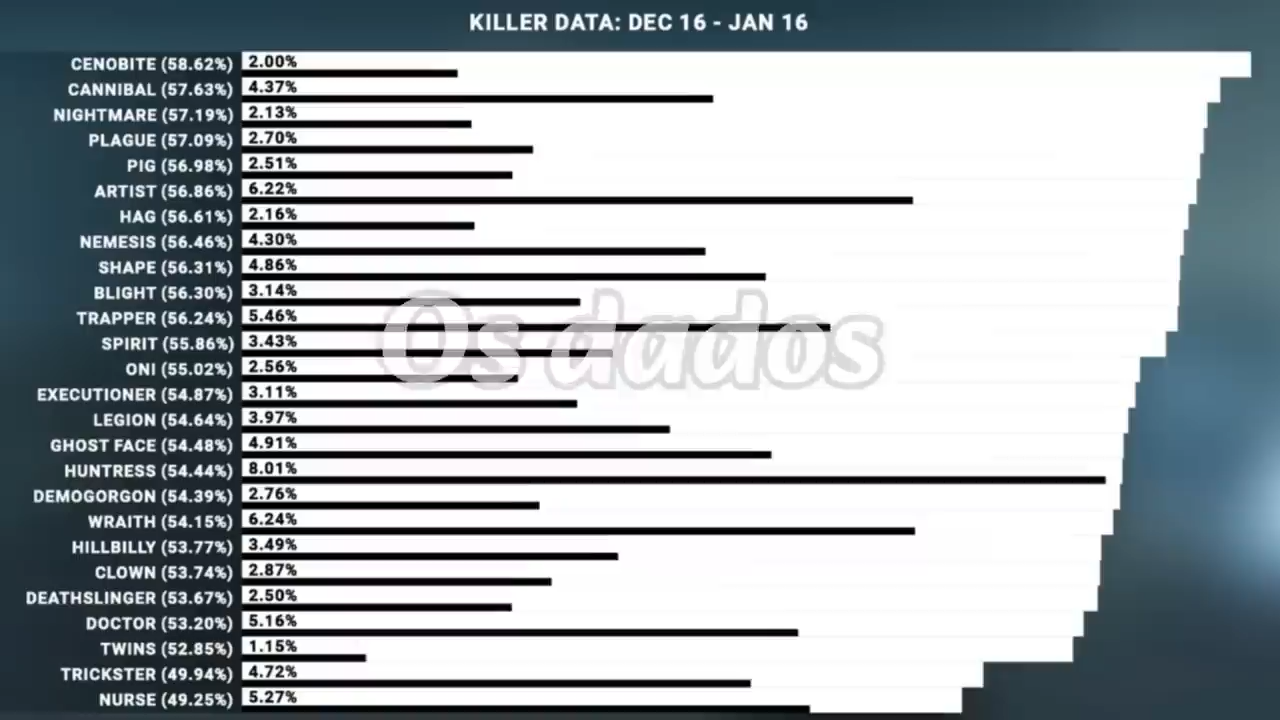 KILLER DATA: DEC 16 - JAN 16
CENOBITE (58.62%) 2.00%
CANNIBAL (57.63%) 4.37%
NIGHTMARE (57.19%) 2.13%
PLAGUE (57.09%) 2.70%
PIG (56.98%) 2.51%
ARTIST (56.86%) 6.22%
HAG (56.61%) 2.16%
NEMESIS (56.46%) 4.30%
SHAPE (56.31%) 4.86%
BLIGHT (56.30%) 3.14%
TRAPPER (56.24%) 5.46%
SPIRIT (55.86%) 3.43%
Os dados
ONI (55.02%) 2.56%
EXECUTIONER (54.87%) 3.11%
LEGION (54.64%) 3.97%
GHOST FACE (54.48%) 4.91%
HUNTRESS (54.44%) 8.01%
DEMOGORGON (54.39%) 2.76%
WRAITH (54.15%) 6.24%
HILLBILLY (53.77%) 3.49%
CLOWN (53.74%) 2.87%
DEATHSLINGER (53.67%) 2.50%
DOCTOR (53.20%) 5.16%
TWINS (52.85%) 1.15%
TRICKSTER (49.94%) 4.72%
NURSE (49.25%) 5.27%